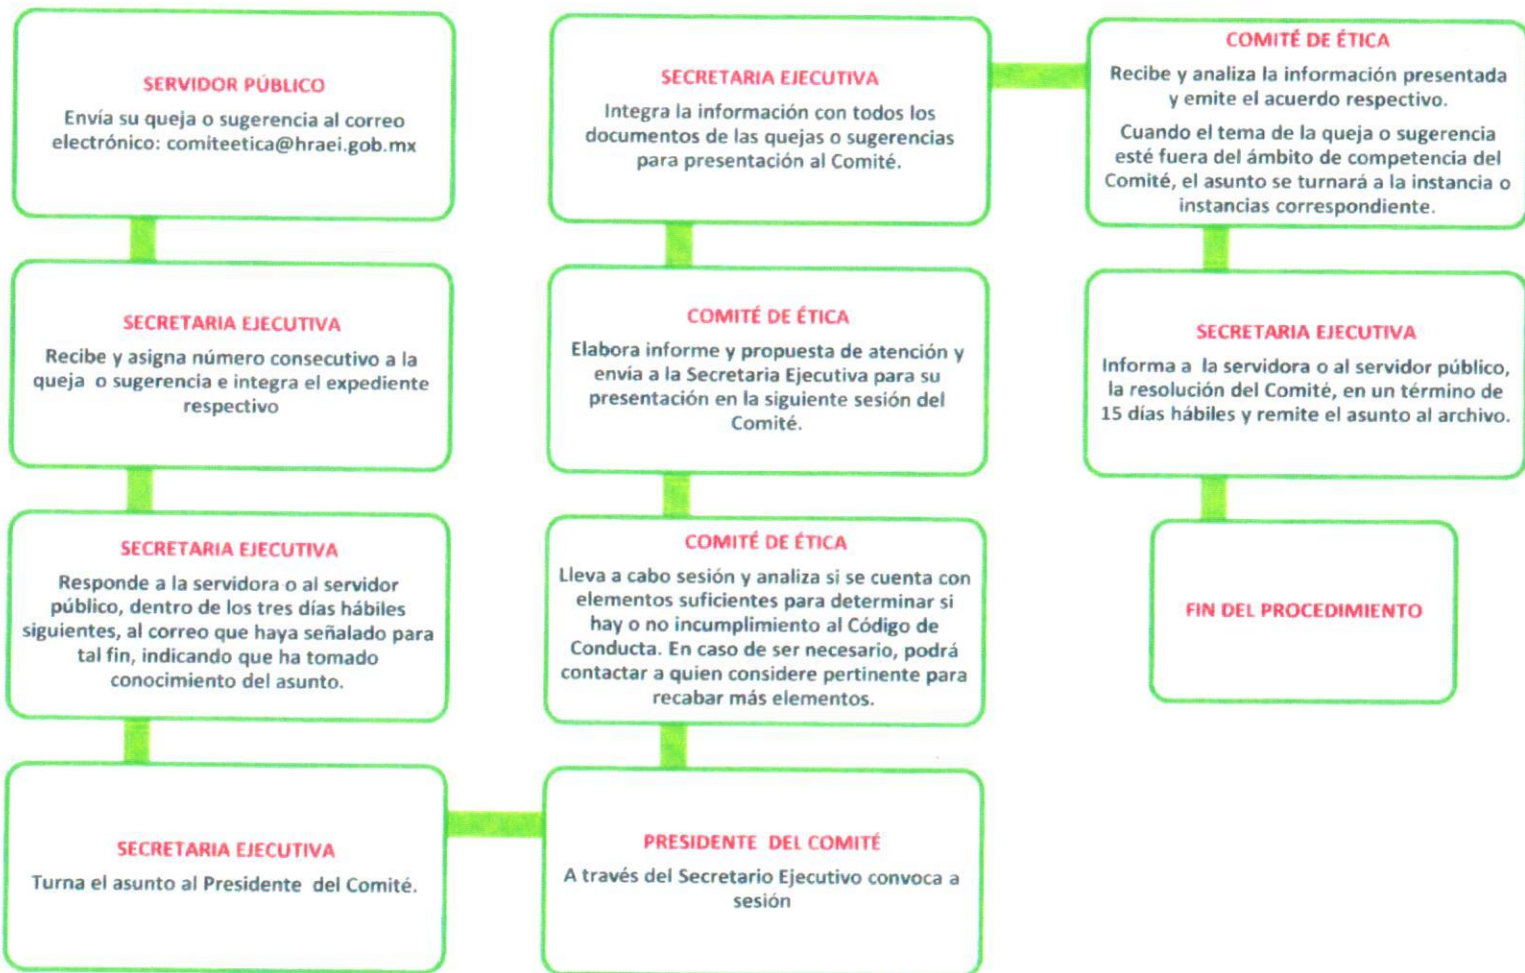 SERVIDOR PÚBLICO
Envía su queja o sugerencia al correo
electrónico: comiteetica@hraei.gob.mx
SECRETARIA EJECUTIVA
Recibe y asigna número consecutivo a la
queja o sugerencia e integra el expediente
respectivo
SECRETARIA EJECUTIVA
Responde a la servidora o al servidor
público, dentro de los tres días hábiles
siguientes, al correo que haya señalado para
tal fin, indicando que ha tomado
conocimiento del asunto.
SECRETARIA EJECUTIVA
Turna el asunto al Presidente del Comité.
PRESIDENTE DEL COMITÉ
A través del Secretario Ejecutivo convoca a
sesión
COMITÉ DE ÉTICA
Lleva a cabo sesión y analiza si se cuenta con
elementos suficientes para determinar si
hay o no incumplimiento al Código de
Conducta. En caso de ser necesario, podrá
contactar a quien considere pertinente para
recabar más elementos.
COMITÉ DE ÉTICA
Elabora informe y propuesta de atención y
envía a la Secretaria Ejecutiva para su
presentación en la siguiente sesión del
Comité.
SECRETARIA EJECUTIVA
Integra la información con todos los
documentos de las quejas o sugerencias
para presentación al Comité.
COMITÉ DE ÉTICA
Recibe y analiza la información presentada
y emite el acuerdo respectivo.
Cuando el tema de la queja o sugerencia
esté fuera del ámbito de competencia del
Comité, el asunto se turnará a la instancia o
instancias correspondiente.
SECRETARIA EJECUTIVA
Informa a la servidora o al servidor público,
la resolución del Comité, en un término de
15 días hábiles y remite el asunto al archivo.
FIN DEL PROCEDIMIENTO